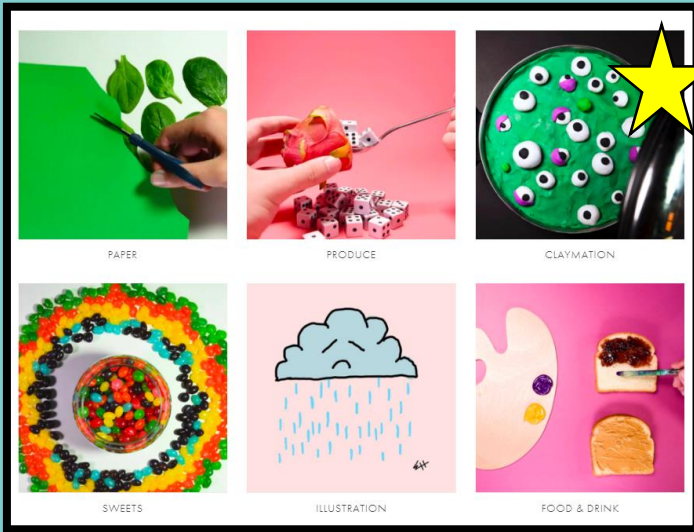 PAPER
PRODUCE
CLAYMATION
SWEETS
ILLUSTRATION
FOOD & DRINK